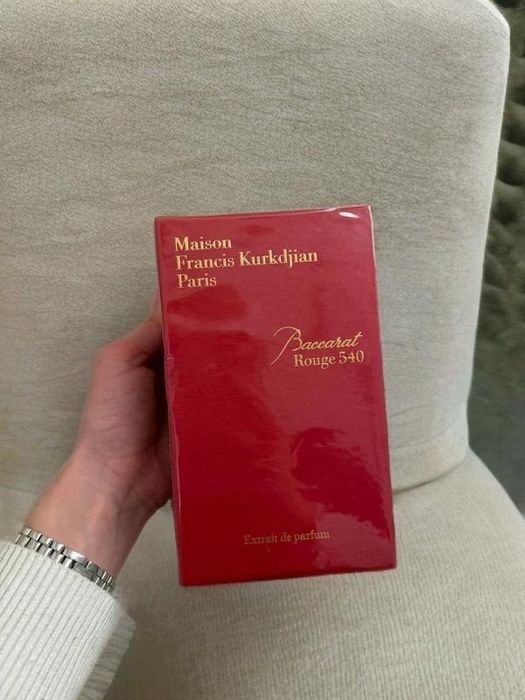 Maison
Francis Kurkdjian
Paris
Baccarat
Rouge 540
Extrait de parfum